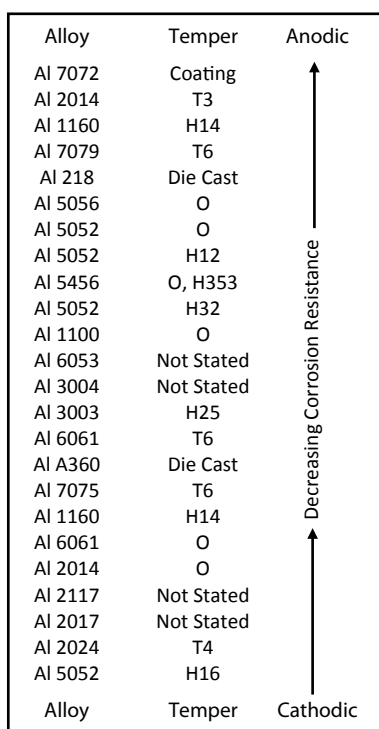 Alloy Temper Anodic
Al 7072 Coating
Al 2014 T3
Al 1160 H14
Al 7079 T6
Al 218 Die Cast
Al 5056 O
Al 5052 O
Al 5052 H12
Al 5456 O, H353
Al 5052 H32
Al 1100 O
Al 6053 Not Stated
Al 3004 Not Stated
Al 3003 H25
Al 6061 T6
Al A360 Die Cast
Al 7075 T6
Al 1160 H14
Al 6061 O
Al 2014 O
Al 2117 Not Stated
Al 2017 Not Stated
Al 2024 T4
Al 5052 H16
Alloy Temper Cathodic
Decreasing Corrosion Resistance